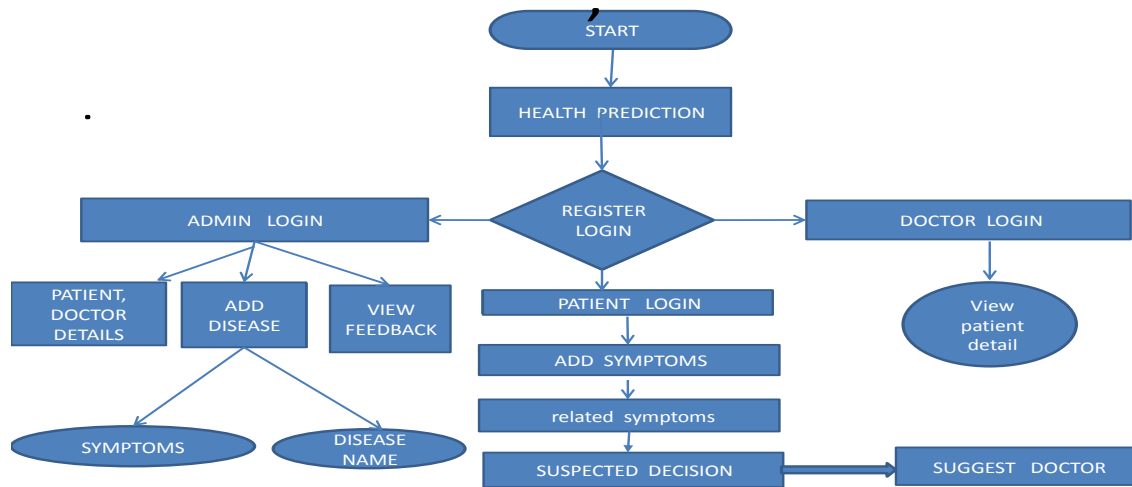 ,
START
.
HEALTH PREDICTION
REGISTER
LOGIN
ADMIN LOGIN
DOCTOR LOGIN
PATIENT,
DOCTOR
DETAILS
ADD
DISEASE
VIEW
FEEDBACK
PATIENT LOGIN
View
patient
detail
ADD SYMPTOMS
related symptoms
SYMPTOMS
DISEASE
NAME
SUSPECTED DECISION
SUGGEST DOCTOR